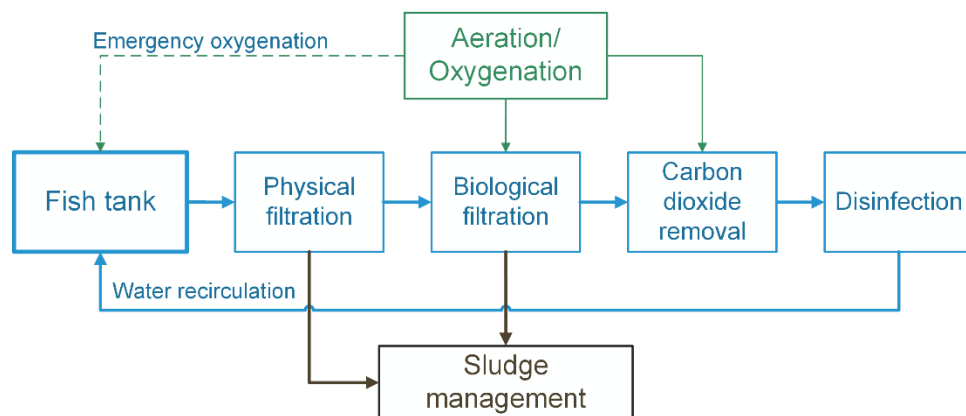 Emergency oxygenation
Aeration/
Oxygenation
Fish tank
Physical
filtration
Biological
filtration
Carbon
dioxide
removal
Disinfection
Water recirculation
Sludge
management